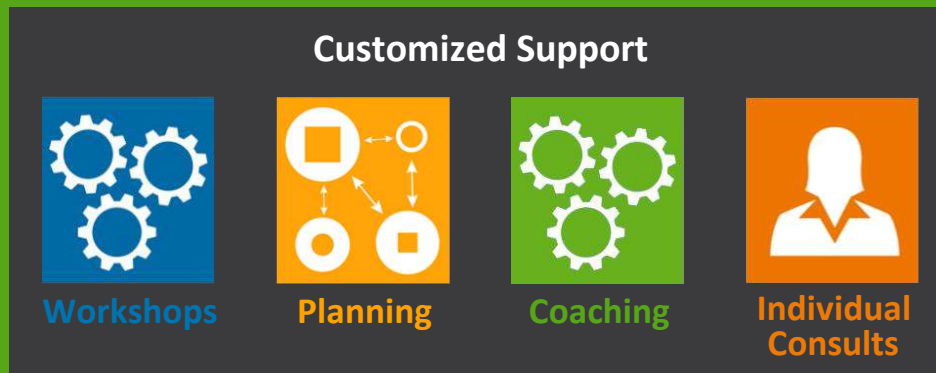 Customized Support
Workshops
Planning
Coaching
Individual
Consults